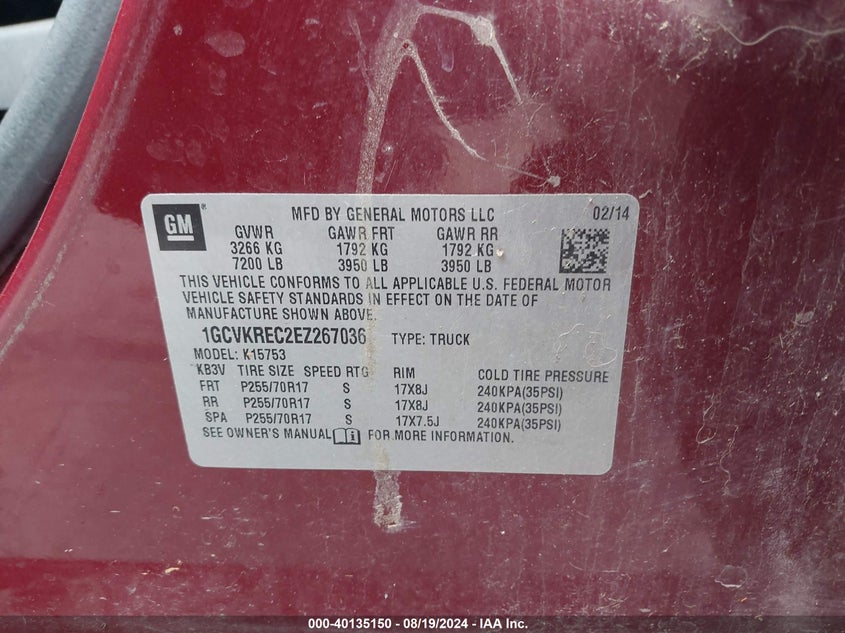 GM
MFD BY GENERAL MOTORS LLC 02/14
GVWR GAWR FRT GAWR RR
3266 KG 1792 KG 1792 KG
7200 LB 3950 LB 3950 LB
THIS VEHICLE CONFORMS TO ALL APPLICABLE U.S. FEDERAL MOTOR
VEHICLE SAFETY STANDARDS IN EFFECT ON THE DATE OF
MANUFACTURE SHOWN ABOVE.
1GCVKREC2EZ267036 TYPE: TRUCK
MODEL: K15753
KB3V TIRE SIZE SPEED RTG RIM COLD TIRE PRESSURE
FRT P255/70R17 S 17X8J 240KPA(35PSI)
RR P255/70R17 S 17X8J 240KPA(35PSI)
SPA P255/70R17 S 17X7.5J 240KPA(35PSI)
SEE OWNER'S MANUAL i FOR MORE INFORMATION.
000-40135150 - 08/19/2024 - IAAI Inc.